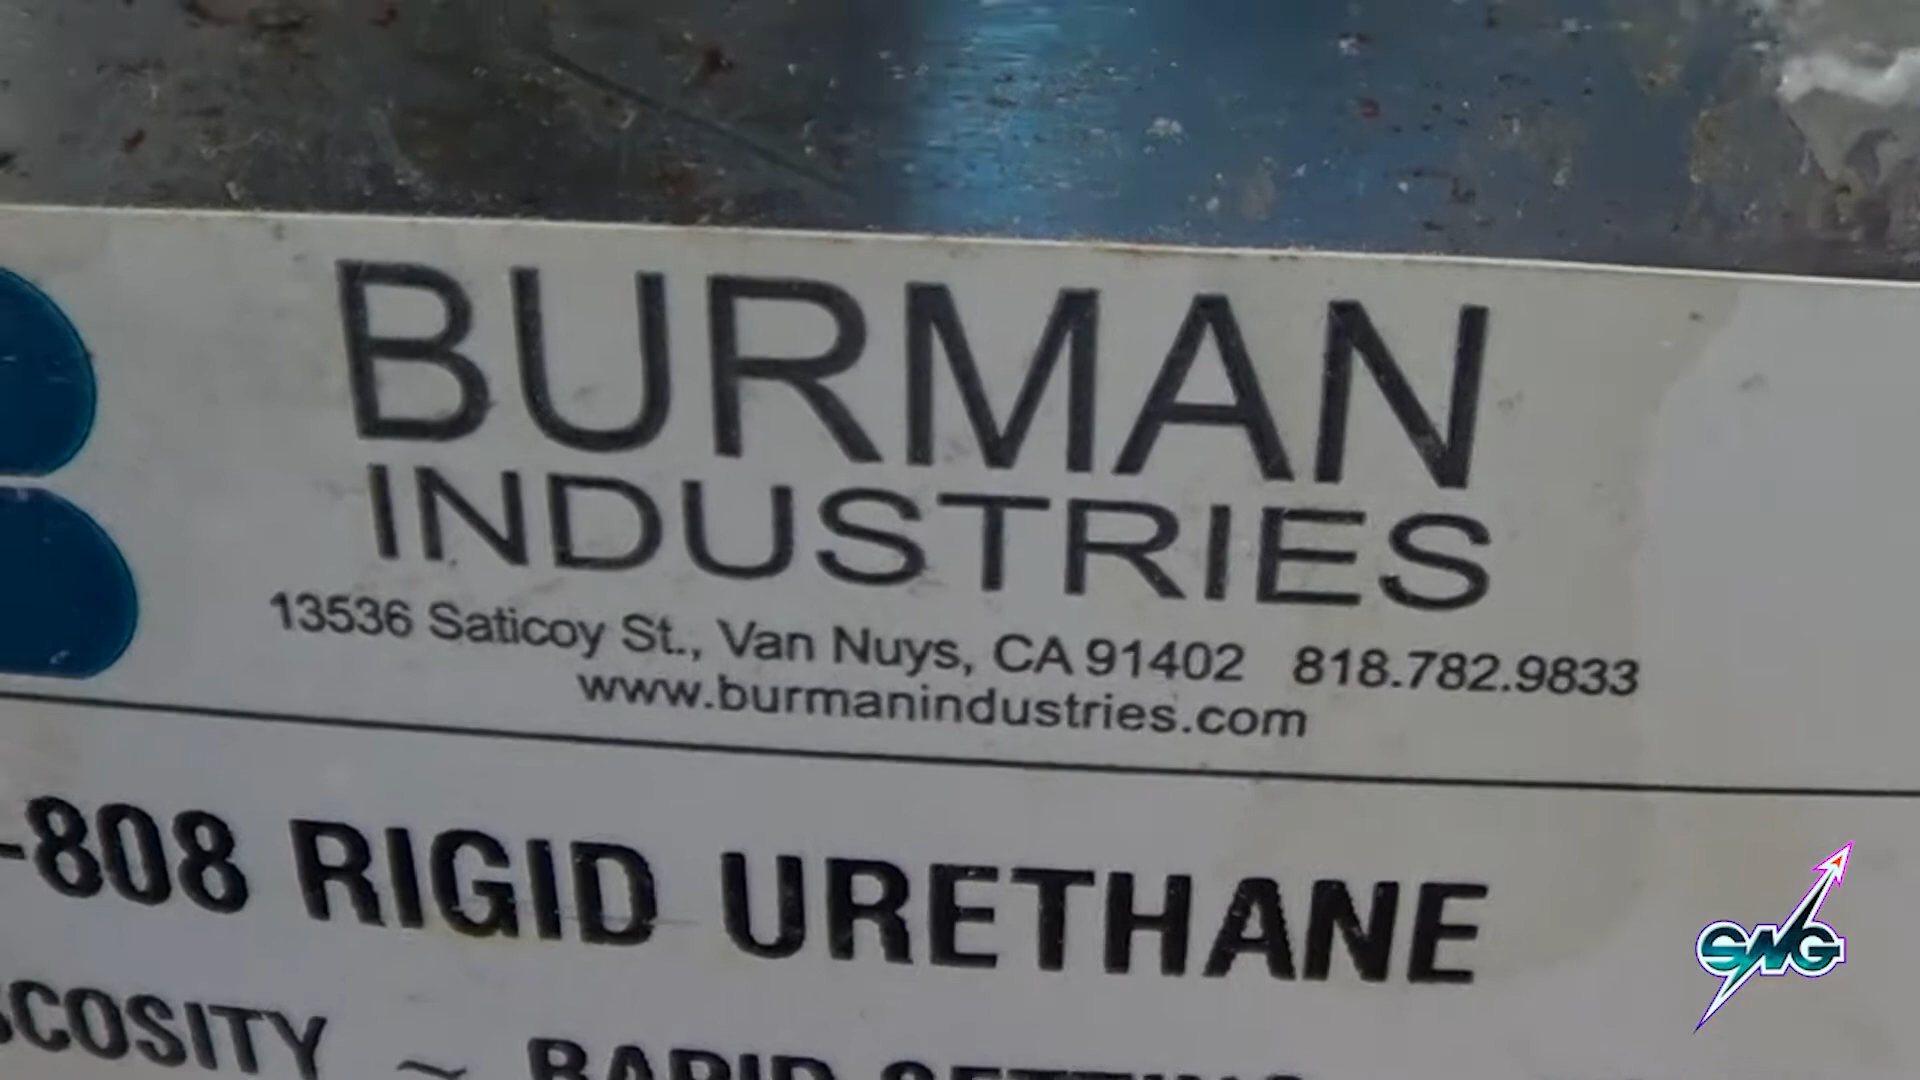 BURMAN
INDUSTRIES
13536 Saticoy St., Van Nuys, CA 91402 818.782.9833
www.burmanindustries.com
-808 RIGID URETHANE
SCOSITY ~ RAPID SETTING
SNG